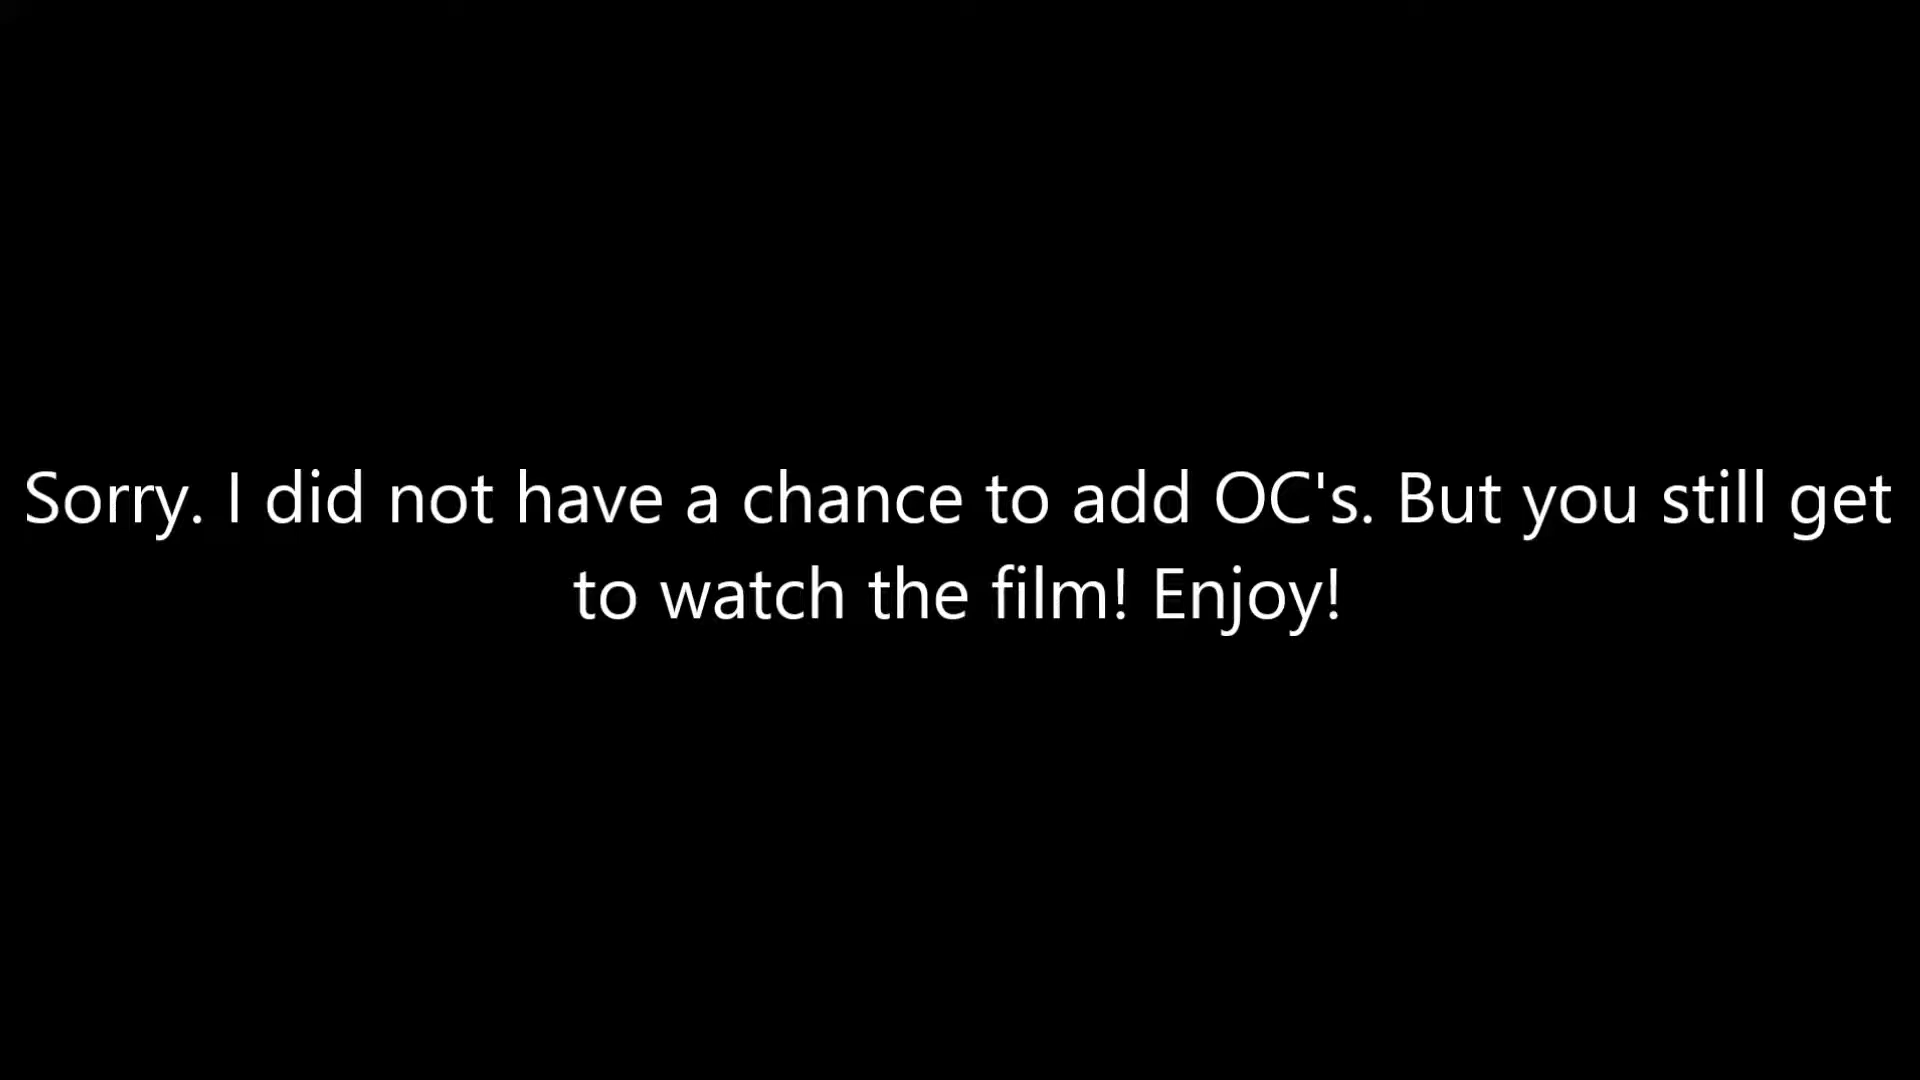 Sorry. I did not have a chance to add OC's. But you still get
to watch the film! Enjoy!